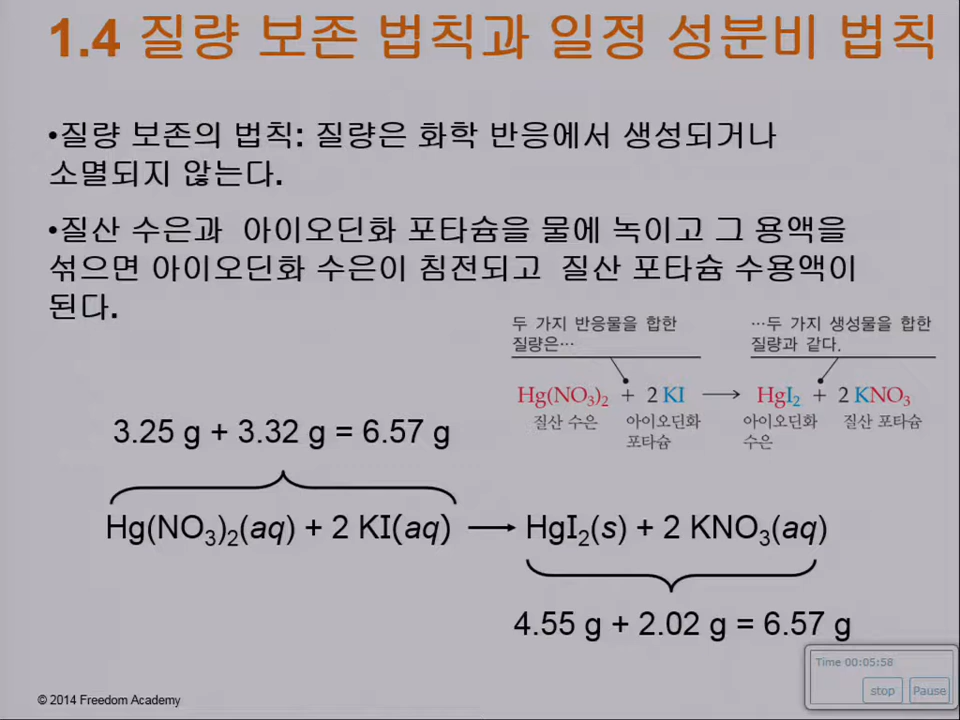 1.4 질량 보존 법칙과 일정 성분비 법칙
•질량 보존의 법칙: 질량은 화학 반응에서 생성되거나
소멸되지 않는다.
•질산 수은과 아이오딘화 포타슘을 물에 녹이고 그 용액을
섞으면 아이오딘화 수은이 침전되고 질산 포타슘 수용액이
된다.
두 가지 반응물을 합한
질량은…
…두 가지 생성물을 합한
질량과 같다.
Hg(NO₃)₂ + 2 KI ⟶ HgI₂ + 2 KNO₃
질산 수은 아이오딘화 포타슘 아이오딘화 수은 질산 포타슘
3.25 g + 3.32 g = 6.57 g
Hg(NO₃)₂(aq) + 2 KI(aq) ⟶ HgI₂(s) + 2 KNO₃(aq)
4.55 g + 2.02 g = 6.57 g
Time 00:05:58
stop Pause
© 2014 Freedom Academy